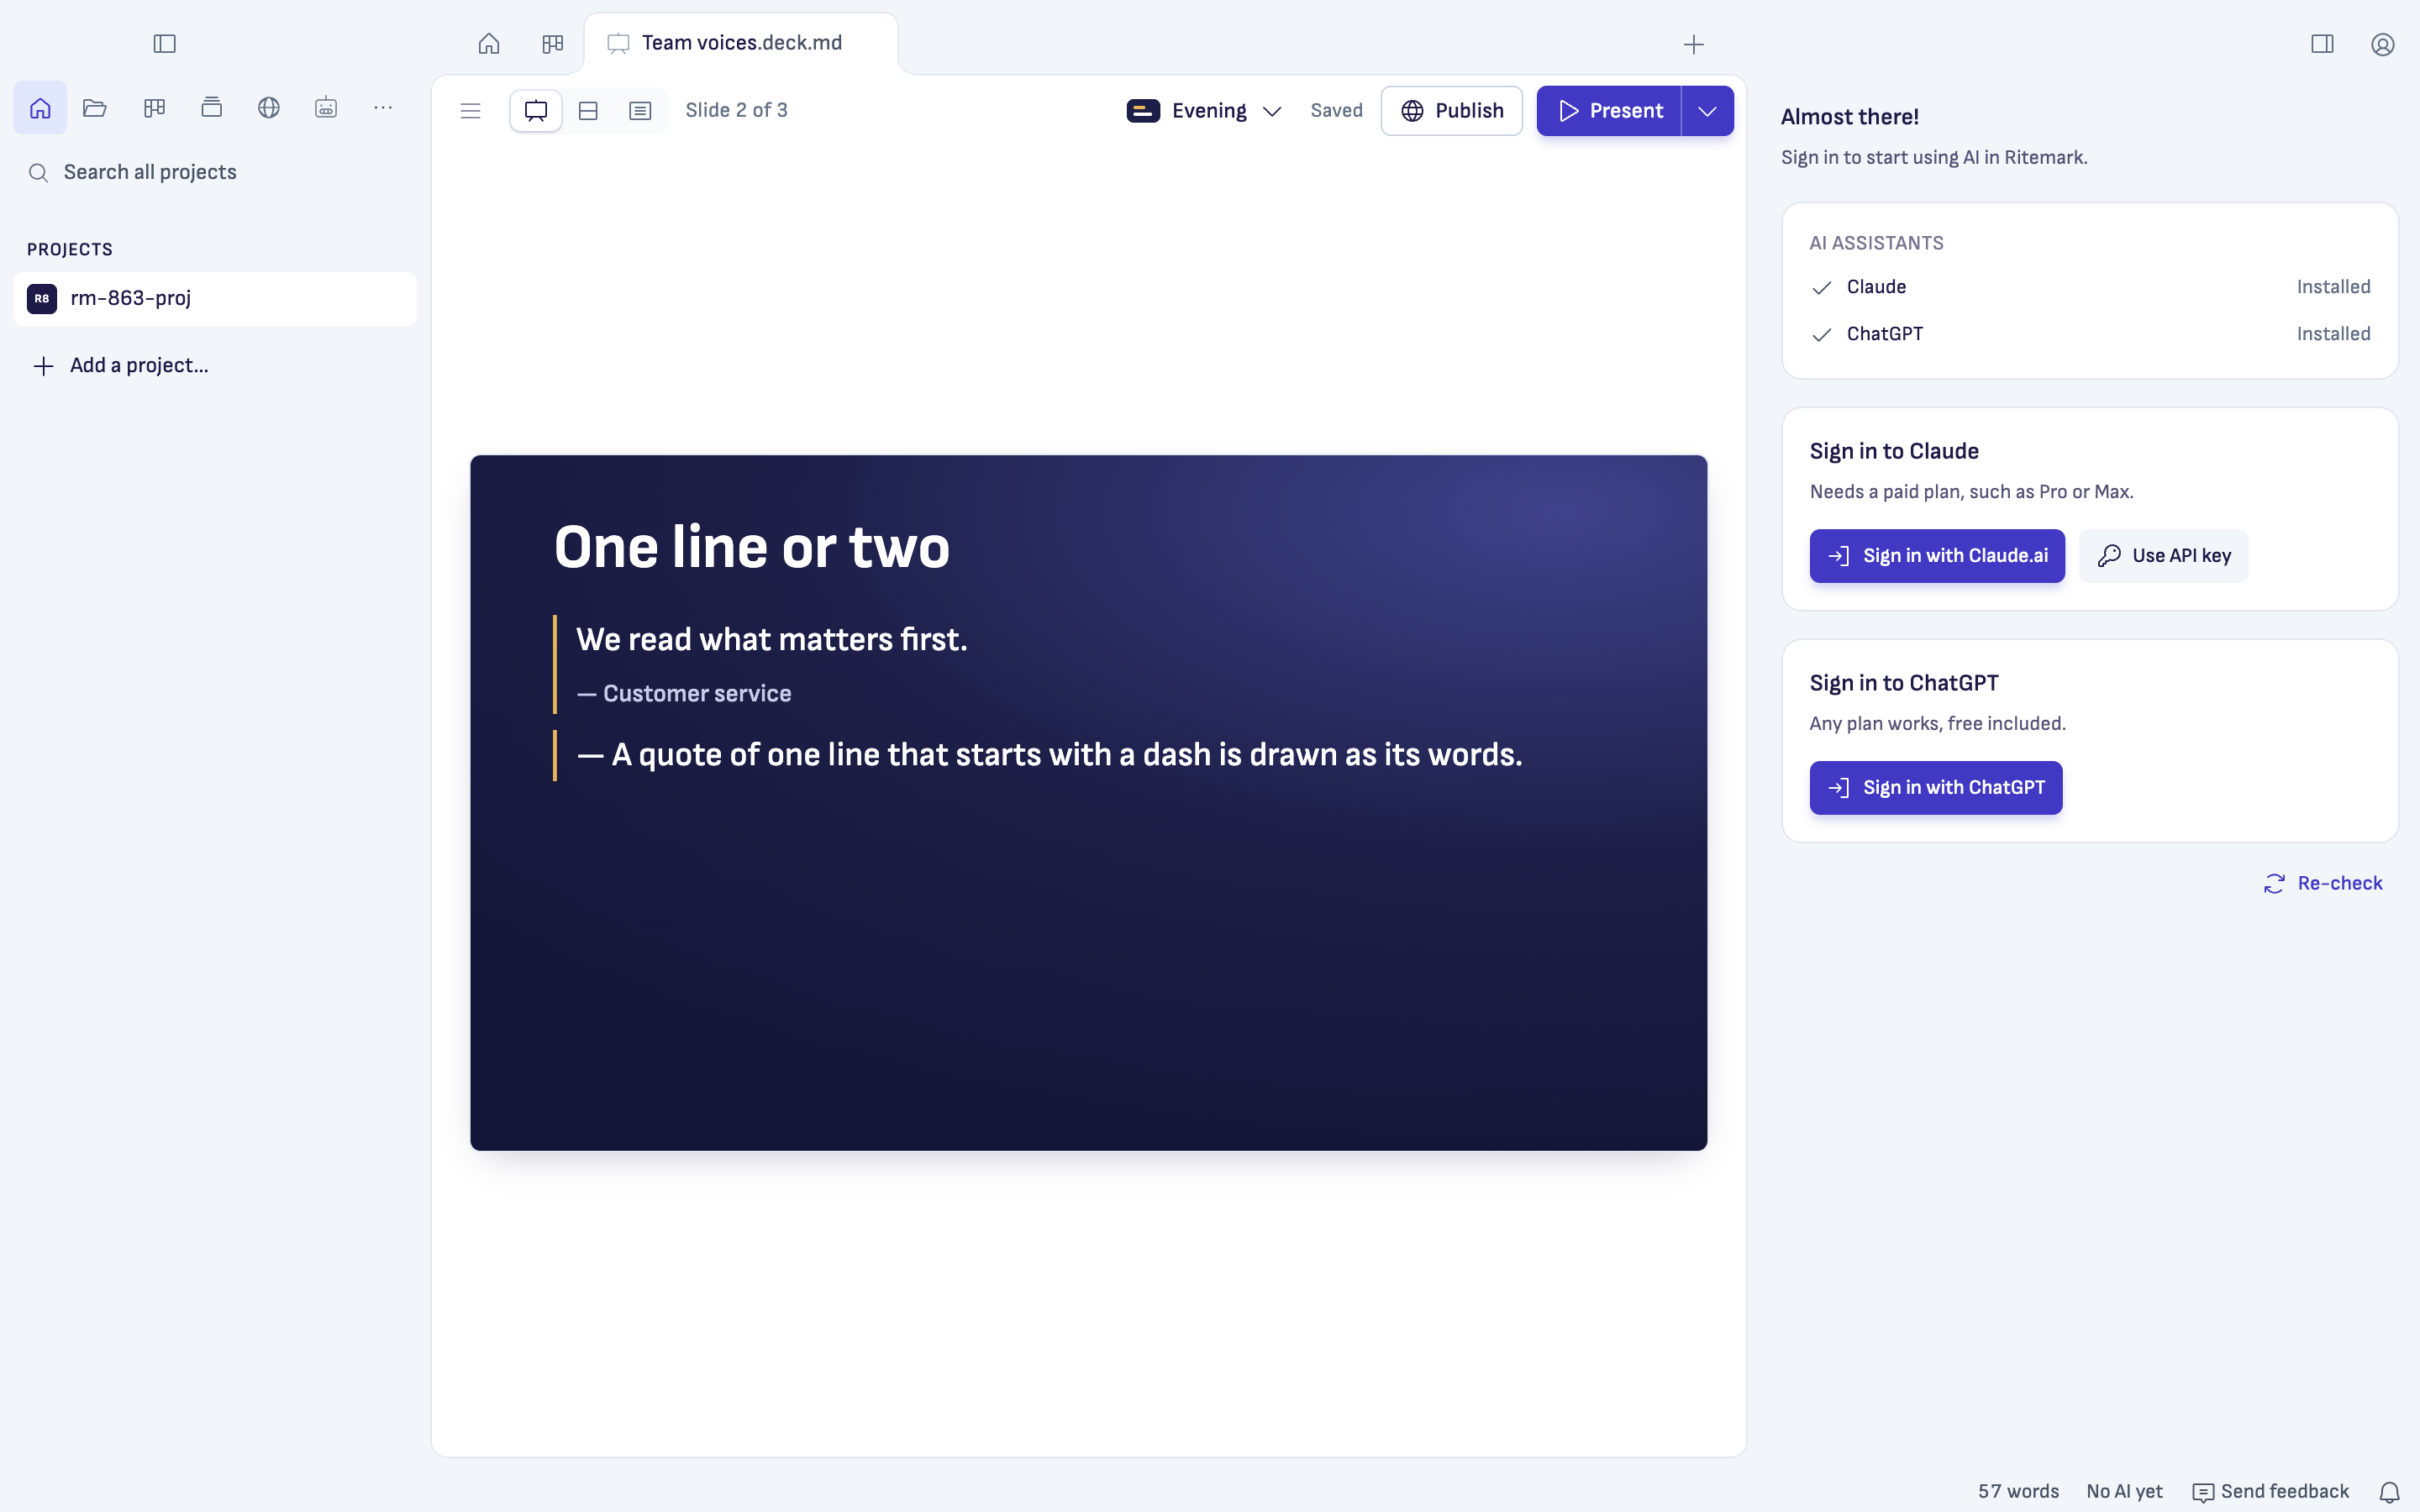 Team voices.deck.md
Search all projects
PROJECTS
R8 rm-863-proj
Add a project...
Slide 2 of 3
Evening
Saved
Publish
Present
One line or two
We read what matters first.
— Customer service
— A quote of one line that starts with a dash is drawn as its words.
Almost there!
Sign in to start using AI in Ritemark.
AI ASSISTANTS
Claude Installed
ChatGPT Installed
Sign in to Claude
Needs a paid plan, such as Pro or Max.
Sign in with Claude.ai
Use API key
Sign in to ChatGPT
Any plan works, free included.
Sign in with ChatGPT
Re-check
57 words
No AI yet
Send feedback